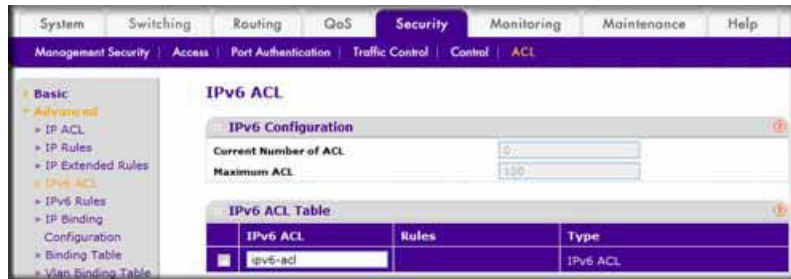 System Switching Routing QoS Security Monitoring Maintenance Help
Management Security Access Port Authentication Traffic Control Control ACL
Basic
Advanced
IP ACL
IP Rules
IP Extended Rules
IPv6 ACL
IPv6 Rules
IP Binding
Configuration
Binding Table
Vlan Binding Table
IPv6 ACL
IPv6 Configuration
Current Number of ACL 0
Maximum ACL 100
IPv6 ACL Table
IPv6 ACL Rules Type
ipv6-acl IPv6 ACL